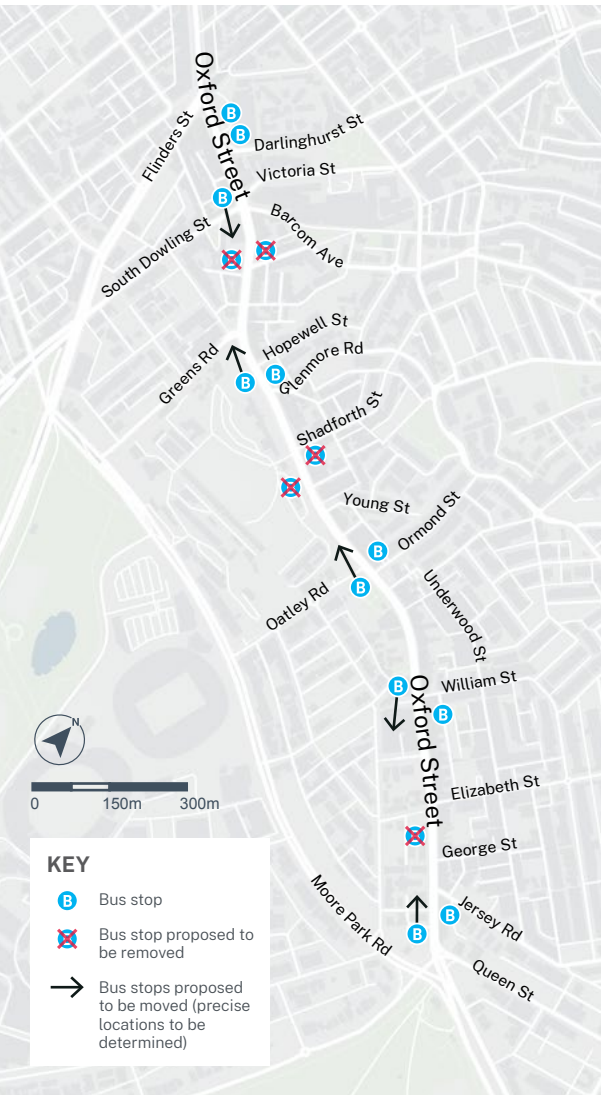 Oxford Street
Flinders St
B
B
Darlinghurst St
Victoria St
B
South Dowling St
Barcom Ave
Greens Rd
Hopewell St
Glenmore Rd
B
B
Shadforth St
Young St
Ormond St
B
B
Oatley Rd
Underwood St
B
Oxford Street
William St
B
N
0 150m 300m
Elizabeth St
George St
KEY
B Bus stop
Bus stop proposed to
be removed
Bus stops proposed
to be moved (precise
locations to be
determined)
Moore Park Rd
B
B
Jersey Rd
Queen St